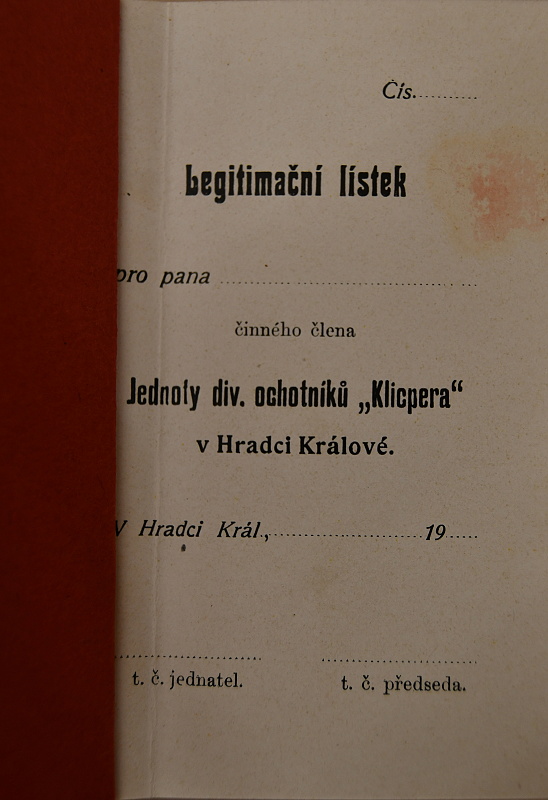 Čís..........
Legitimační lístek
pro pana ........................................
činného člena
Jednoty div. ochotníků „Klicpera“
v Hradci Králové.
V Hradci Král.,........................ 19......
t. č. jednatel. t. č. předseda.